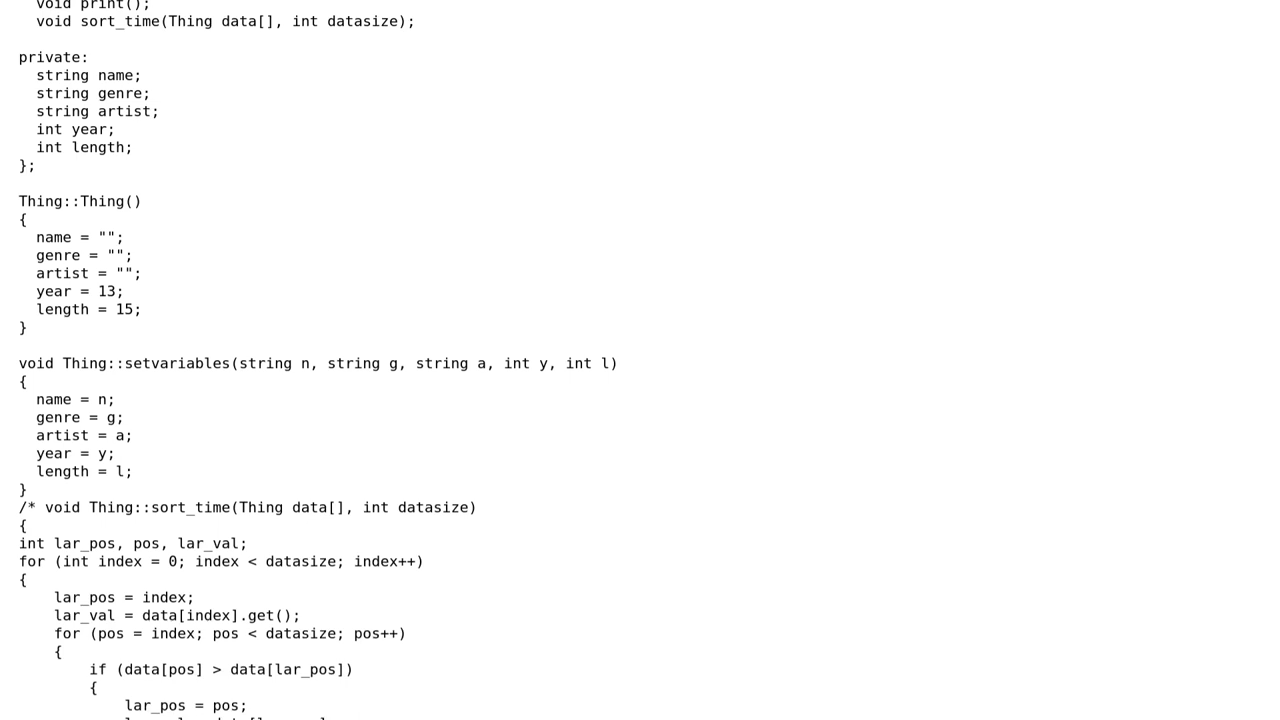 void print();
void sort_time(Thing data[], int datasize);
private:
string name;
string genre;
string artist;
int year;
int length;
};
Thing::Thing()
{
name = "";
genre = "";
artist = "";
year = 13;
length = 15;
}
void Thing::setvariables(string n, string g, string a, int y, int l)
{
name = n;
genre = g;
artist = a;
year = y;
length = l;
}
/* void Thing::sort_time(Thing data[], int datasize)
{
int lar_pos, pos, lar_val;
for (int index = 0; index < datasize; index++)
{
lar_pos = index;
lar_val = data[index].get();
for (pos = index; pos < datasize; pos++)
{
if (data[pos] > data[lar_pos])
{
lar_pos = pos;